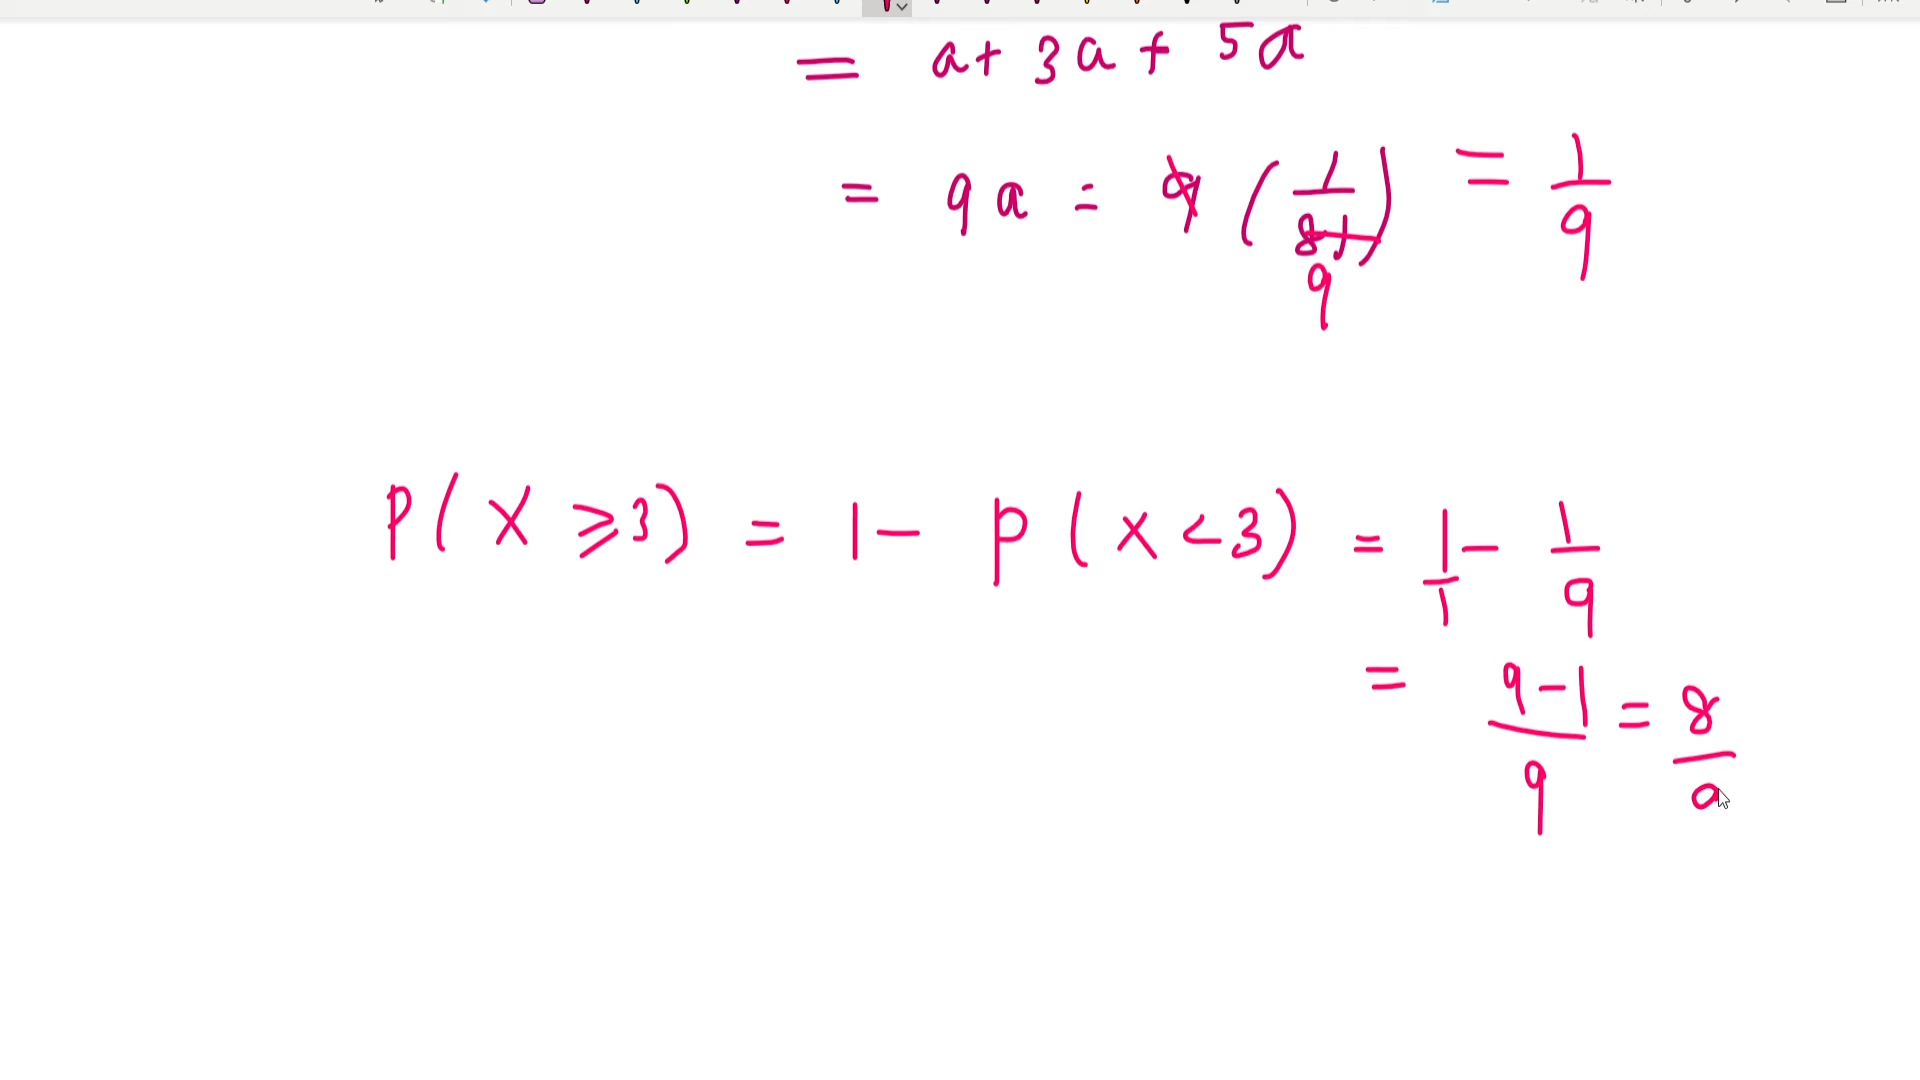 = a + 3a + 5a
= 9a = 9 ( 1/81 ) = 1/9
9
P( X ≥ 3 ) = 1 - P ( X < 3 ) = 1/1 - 1/9
= 9-1/9 = 8/9